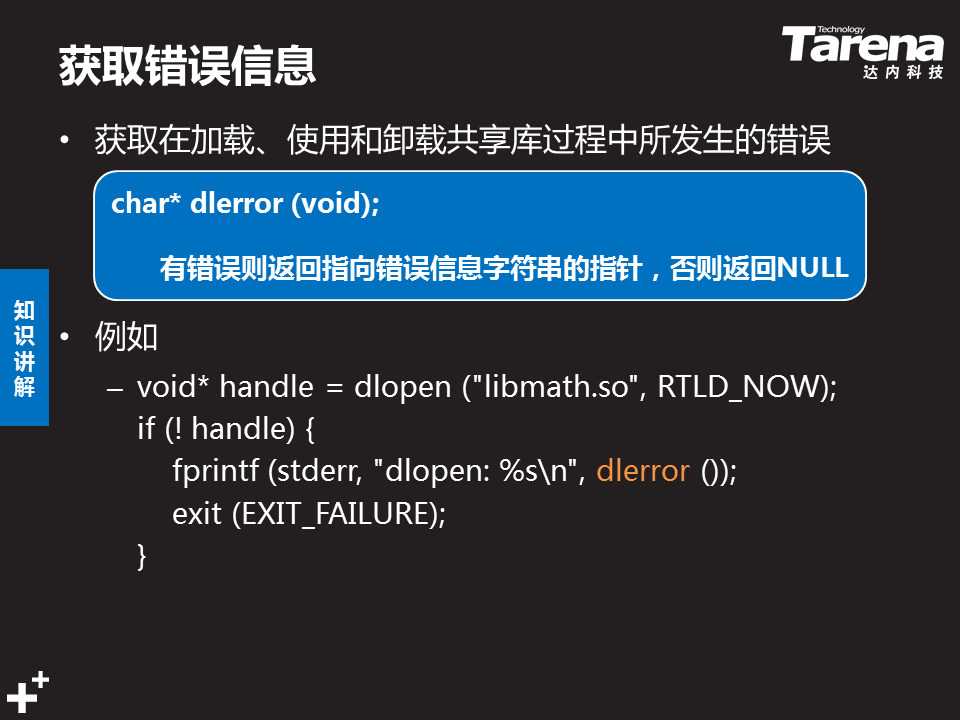 获取错误信息
Technology
Tarena
达内科技
• 获取在加载、使用和卸载共享库过程中所发生的错误
char* dlerror (void);
有错误则返回指向错误信息字符串的指针，否则返回NULL
知识讲解
• 例如
– void* handle = dlopen ("libmath.so", RTLD_NOW);
if (! handle) {
fprintf (stderr, "dlopen: %s\n", dlerror ());
exit (EXIT_FAILURE);
}